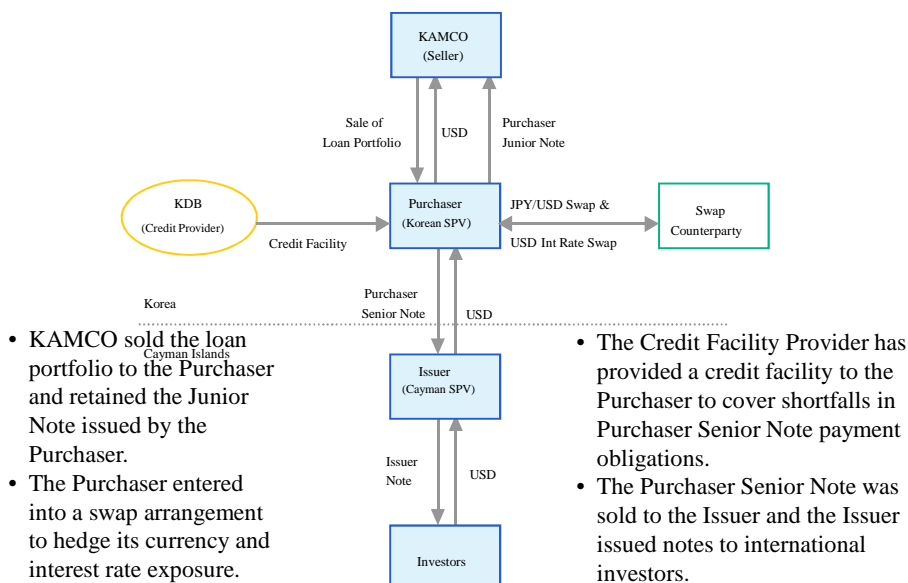 KAMCO
(Seller)
Sale of
Loan Portfolio
USD
Purchaser
Junior Note
KDB
(Credit Provider)
Credit Facility
Purchaser
(Korean SPV)
JPY/USD Swap &
USD Int Rate Swap
Swap
Counterparty
Purchaser
Senior Note
USD
Korea
Cayman Islands
Issuer
(Cayman SPV)
Issuer
Note
USD
Investors
• KAMCO sold the loan
portfolio to the Purchaser
and retained the Junior
Note issued by the
Purchaser.
• The Purchaser entered
into a swap arrangement
to hedge its currency and
interest rate exposure.
• The Credit Facility Provider has
provided a credit facility to the
Purchaser to cover shortfalls in
Purchaser Senior Note payment
obligations.
• The Purchaser Senior Note was
sold to the Issuer and the Issuer
issued notes to international
investors.